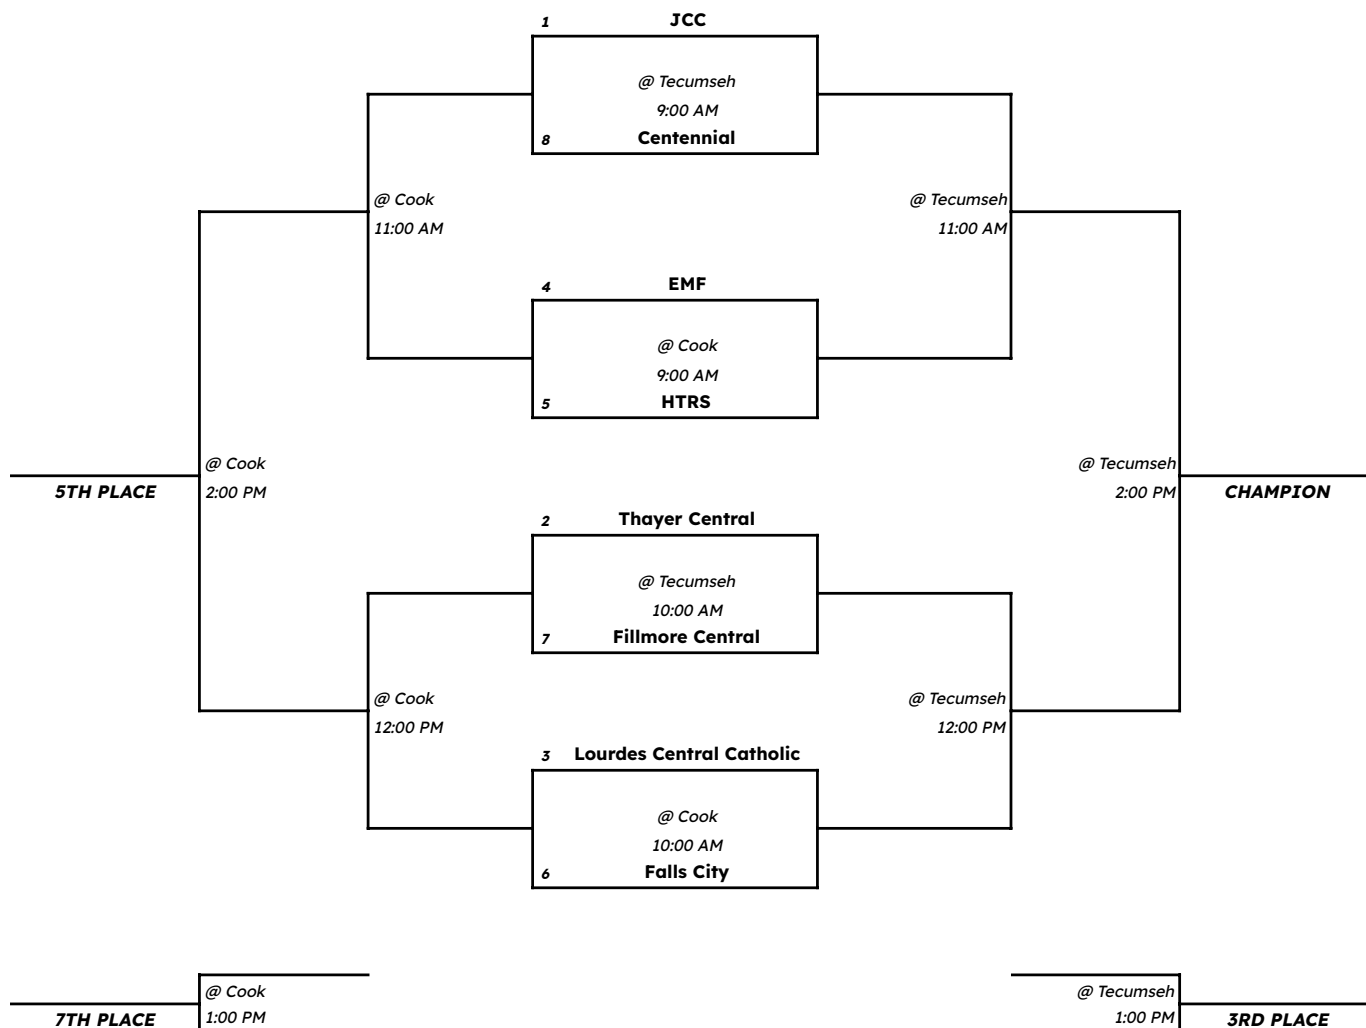 1 JCC
@ Tecumseh
9:00 AM
8 Centennial
@ Cook
11:00 AM
@ Tecumseh
11:00 AM
4 EMF
@ Cook
9:00 AM
5 HTRS
@ Cook
2:00 PM
5TH PLACE
@ Tecumseh
2:00 PM
CHAMPION
2 Thayer Central
@ Tecumseh
10:00 AM
7 Fillmore Central
@ Cook
12:00 PM
@ Tecumseh
12:00 PM
3 Lourdes Central Catholic
@ Cook
10:00 AM
6 Falls City
@ Cook
1:00 PM
7TH PLACE
@ Tecumseh
1:00 PM
3RD PLACE